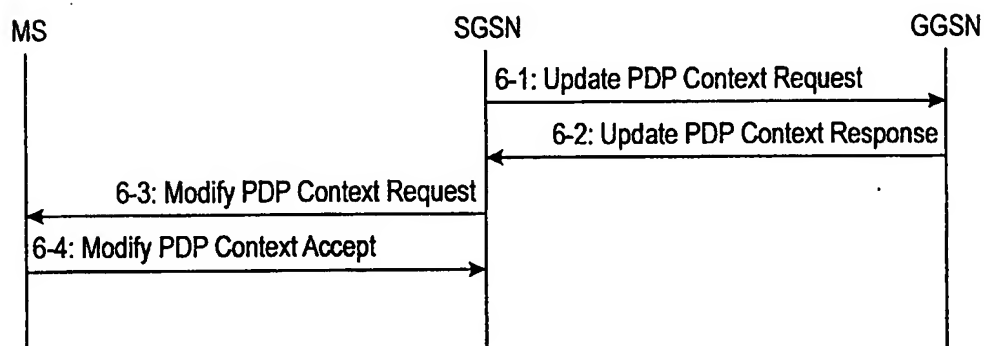 MS
SGSN
GGSN
6-1: Update PDP Context Request
6-2: Update PDP Context Response
6-3: Modify PDP Context Request
6-4: Modify PDP Context Accept